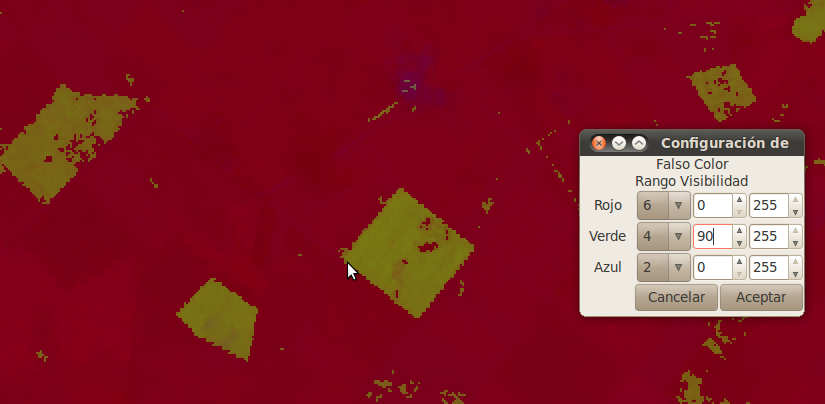 Configuración de
Falso Color
Rango Visibilidad
Rojo 6 0 255
Verde 4 90 255
Azul 2 0 255
Cancelar Aceptar